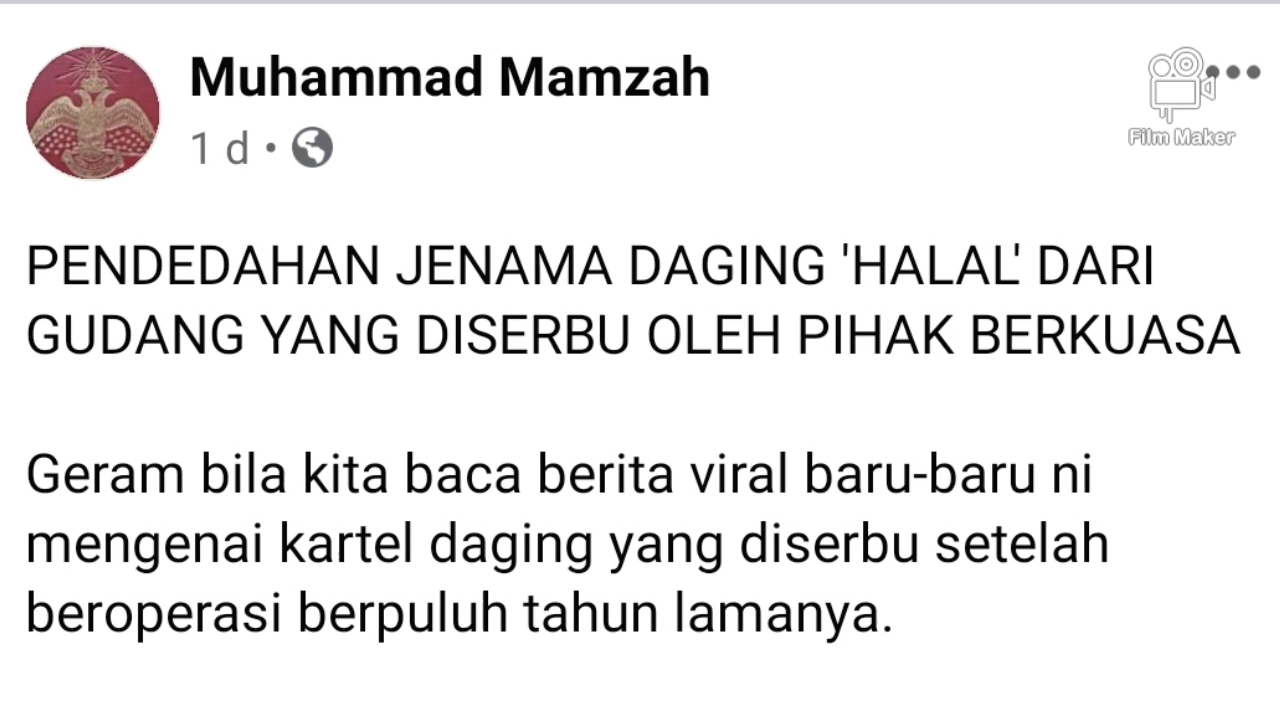 Muhammad Mamzah
1 d •
Film Maker
PENDEDAHAN JENAMA DAGING 'HALAL' DARI
GUDANG YANG DISERBU OLEH PIHAK BERKUASA
Geram bila kita baca berita viral baru-baru ni
mengenai kartel daging yang diserbu setelah
beroperasi berpuluh tahun lamanya.